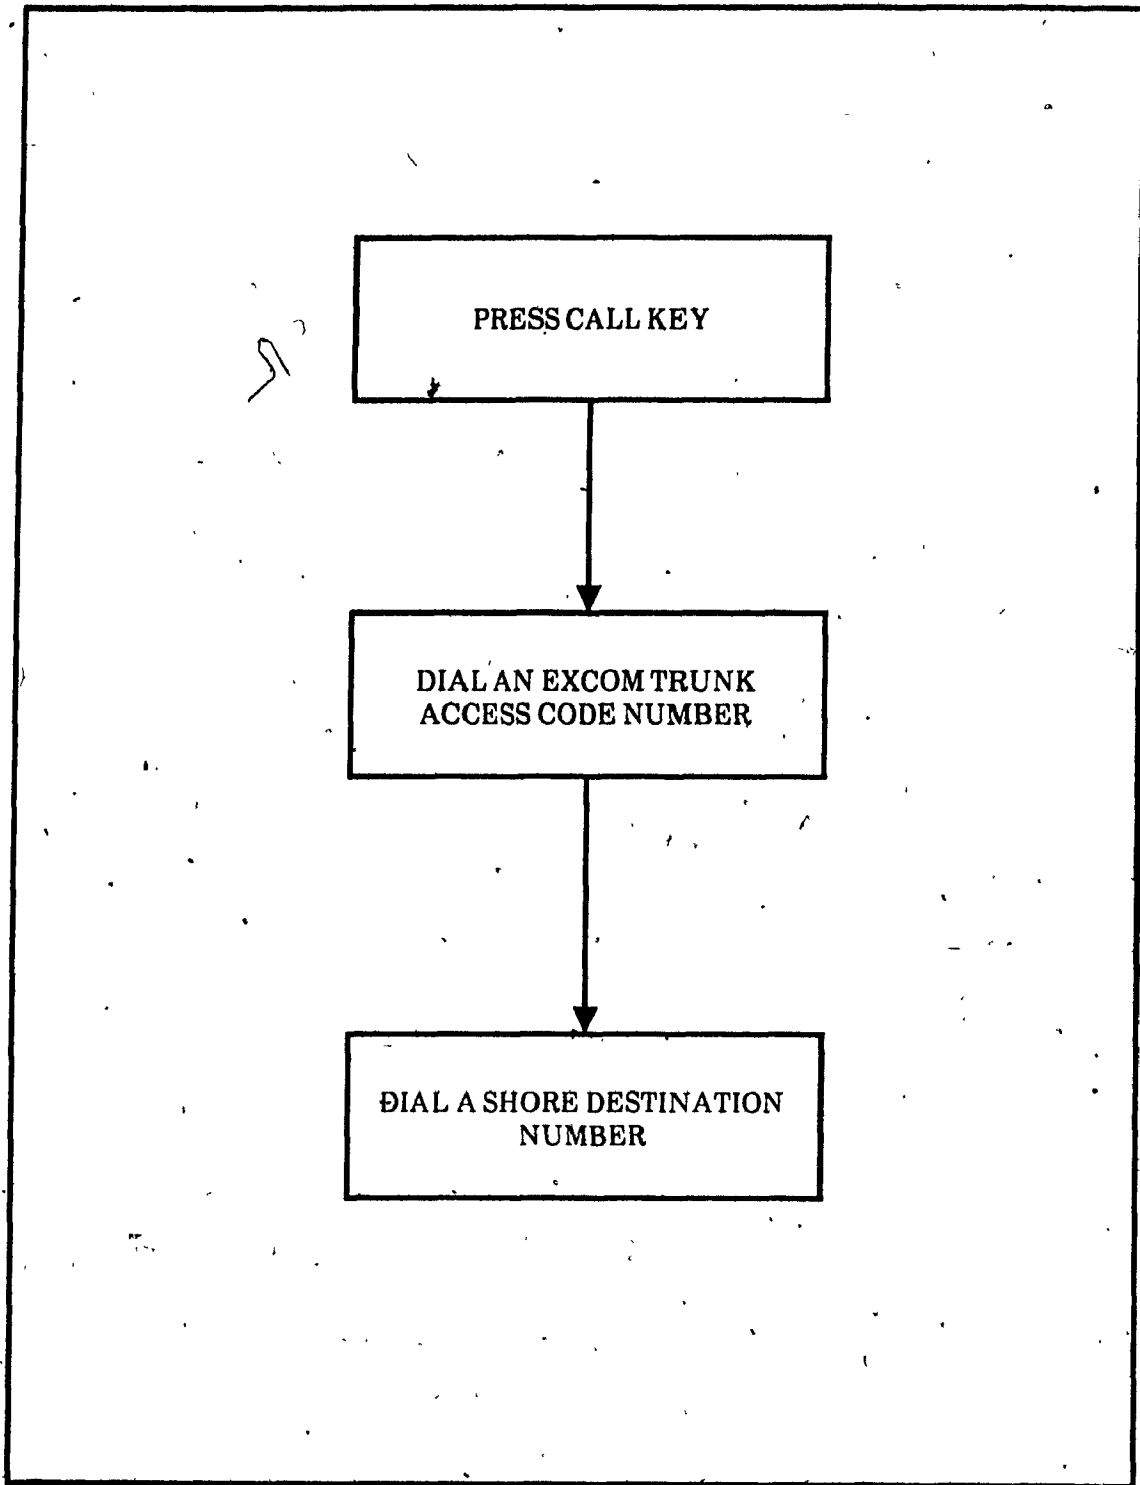 PRESS CALL KEY
DIAL AN EXCOM TRUNK
ACCESS CODE NUMBER
DIAL A SHORE DESTINATION
NUMBER